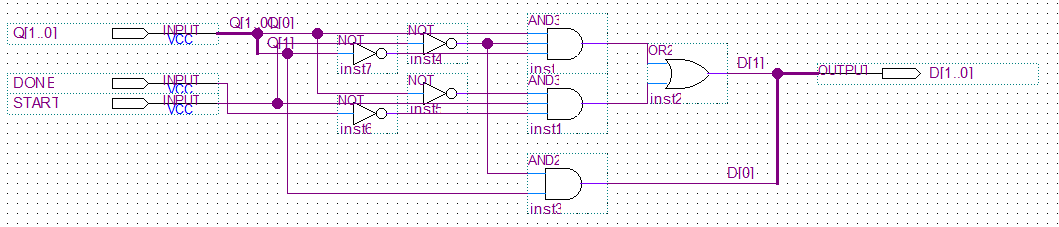 AND3
Q[1..0]
INPUT
VCC
Q[1..0]
Q[0]
NOT
Q[1]
NOT
inst4
inst7
inst
OR2
D[1]
OUTPUT
D[1..0]
DONE
INPUT
VCC
NOT
AND3
START
INPUT
VCC
NOT
inst5
inst2
inst6
inst1
AND2
D[0]
inst3